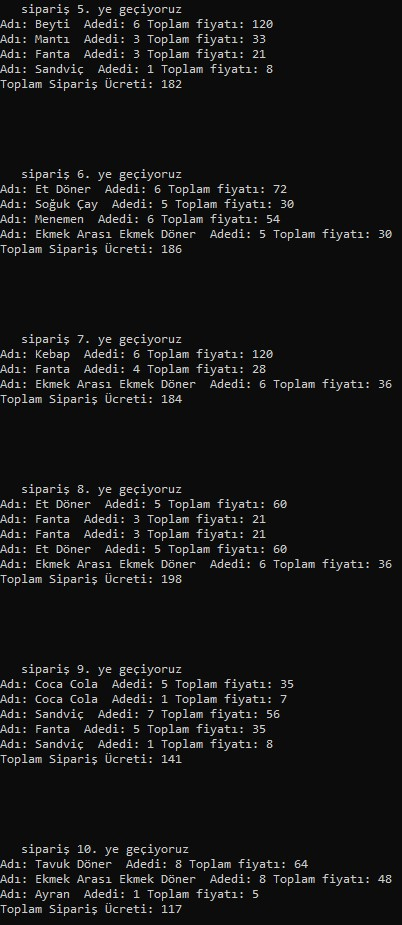 sipariş 5. ye geçiyoruz
Adı: Beyti  Adedi: 6 Toplam fiyatı: 120
Adı: Mantı  Adedi: 3 Toplam fiyatı: 33
Adı: Fanta  Adedi: 3 Toplam fiyatı: 21
Adı: Sandviç  Adedi: 1 Toplam fiyatı: 8
Toplam Sipariş Ücreti: 182
sipariş 6. ye geçiyoruz
Adı: Et Döner  Adedi: 6 Toplam fiyatı: 72
Adı: Soğuk Çay  Adedi: 5 Toplam fiyatı: 30
Adı: Menemen  Adedi: 6 Toplam fiyatı: 54
Adı: Ekmek Arası Ekmek Döner  Adedi: 5 Toplam fiyatı: 30
Toplam Sipariş Ücreti: 186
sipariş 7. ye geçiyoruz
Adı: Kebap  Adedi: 6 Toplam fiyatı: 120
Adı: Fanta  Adedi: 4 Toplam fiyatı: 28
Adı: Ekmek Arası Ekmek Döner  Adedi: 6 Toplam fiyatı: 36
Toplam Sipariş Ücreti: 184
sipariş 8. ye geçiyoruz
Adı: Et Döner  Adedi: 5 Toplam fiyatı: 60
Adı: Fanta  Adedi: 3 Toplam fiyatı: 21
Adı: Fanta  Adedi: 3 Toplam fiyatı: 21
Adı: Et Döner  Adedi: 5 Toplam fiyatı: 60
Adı: Ekmek Arası Ekmek Döner  Adedi: 6 Toplam fiyatı: 36
Toplam Sipariş Ücreti: 198
sipariş 9. ye geçiyoruz
Adı: Coca Cola  Adedi: 5 Toplam fiyatı: 35
Adı: Coca Cola  Adedi: 1 Toplam fiyatı: 7
Adı: Sandviç  Adedi: 7 Toplam fiyatı: 56
Adı: Fanta  Adedi: 5 Toplam fiyatı: 35
Adı: Sandviç  Adedi: 1 Toplam fiyatı: 8
Toplam Sipariş Ücreti: 141
sipariş 10. ye geçiyoruz
Adı: Tavuk Döner  Adedi: 8 Toplam fiyatı: 64
Adı: Ekmek Arası Ekmek Döner  Adedi: 8 Toplam fiyatı: 48
Adı: Ayran  Adedi: 1 Toplam fiyatı: 5
Toplam Sipariş Ücreti: 117